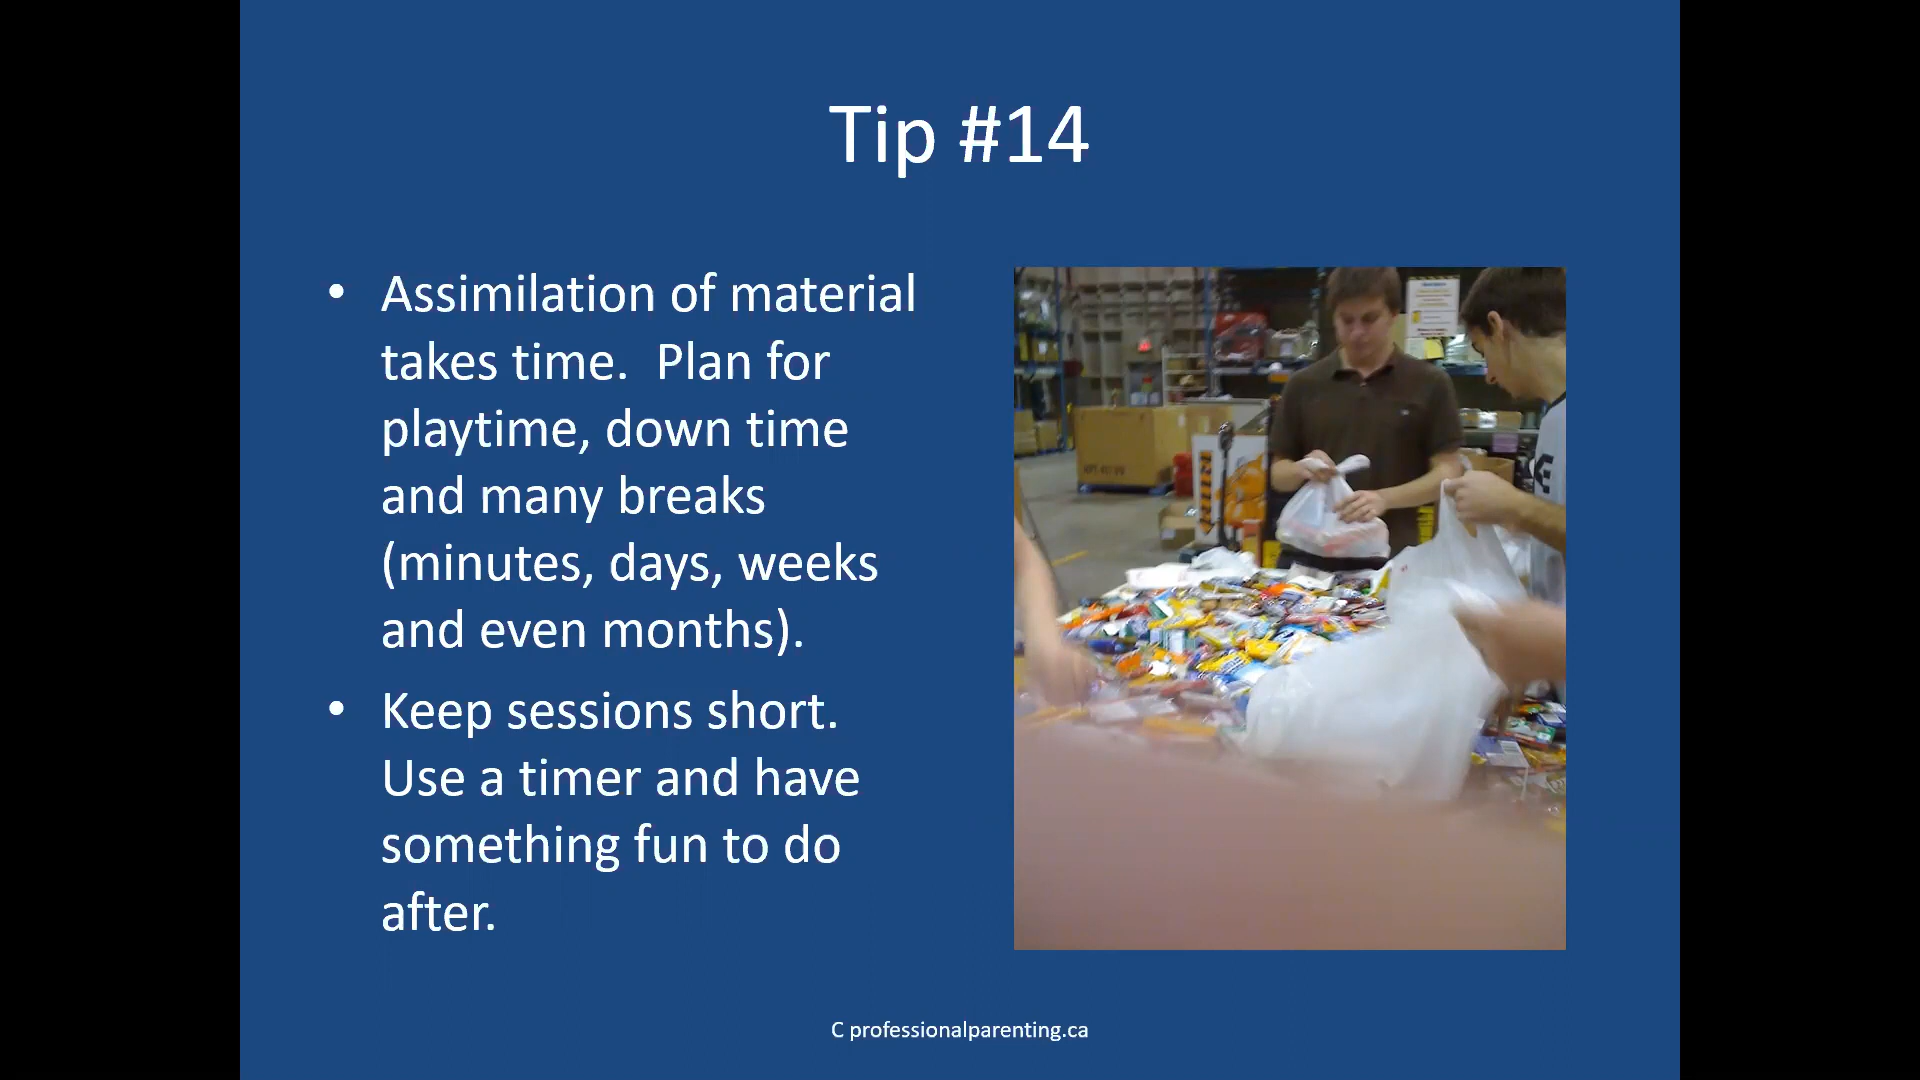 Tip #14
• Assimilation of material
takes time.  Plan for
playtime, down time
and many breaks
(minutes, days, weeks
and even months).
• Keep sessions short.
Use a timer and have
something fun to do
after.
C professionalparenting.ca